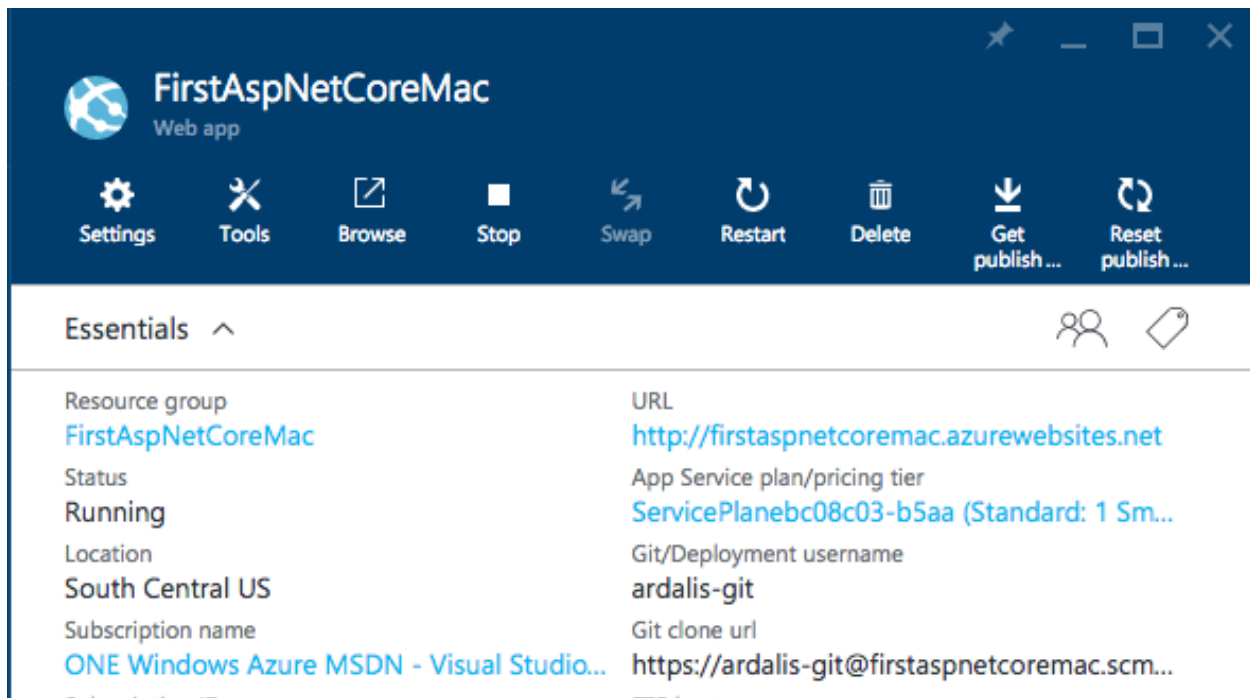 FirstAspNetCoreMac
Web app
Settings
Tools
Browse
Stop
Swap
Restart
Delete
Get publish ...
Reset publish ...
Essentials
Resource group
FirstAspNetCoreMac
URL
http://firstaspnetcoremac.azurewebsites.net
Status
Running
App Service plan/pricing tier
ServicePlanebc08c03-b5aa (Standard: 1 Sm...
Location
South Central US
Git/Deployment username
ardalis-git
Subscription name
ONE Windows Azure MSDN - Visual Studio...
Git clone url
https://ardalis-git@firstaspnetcoremac.scm...